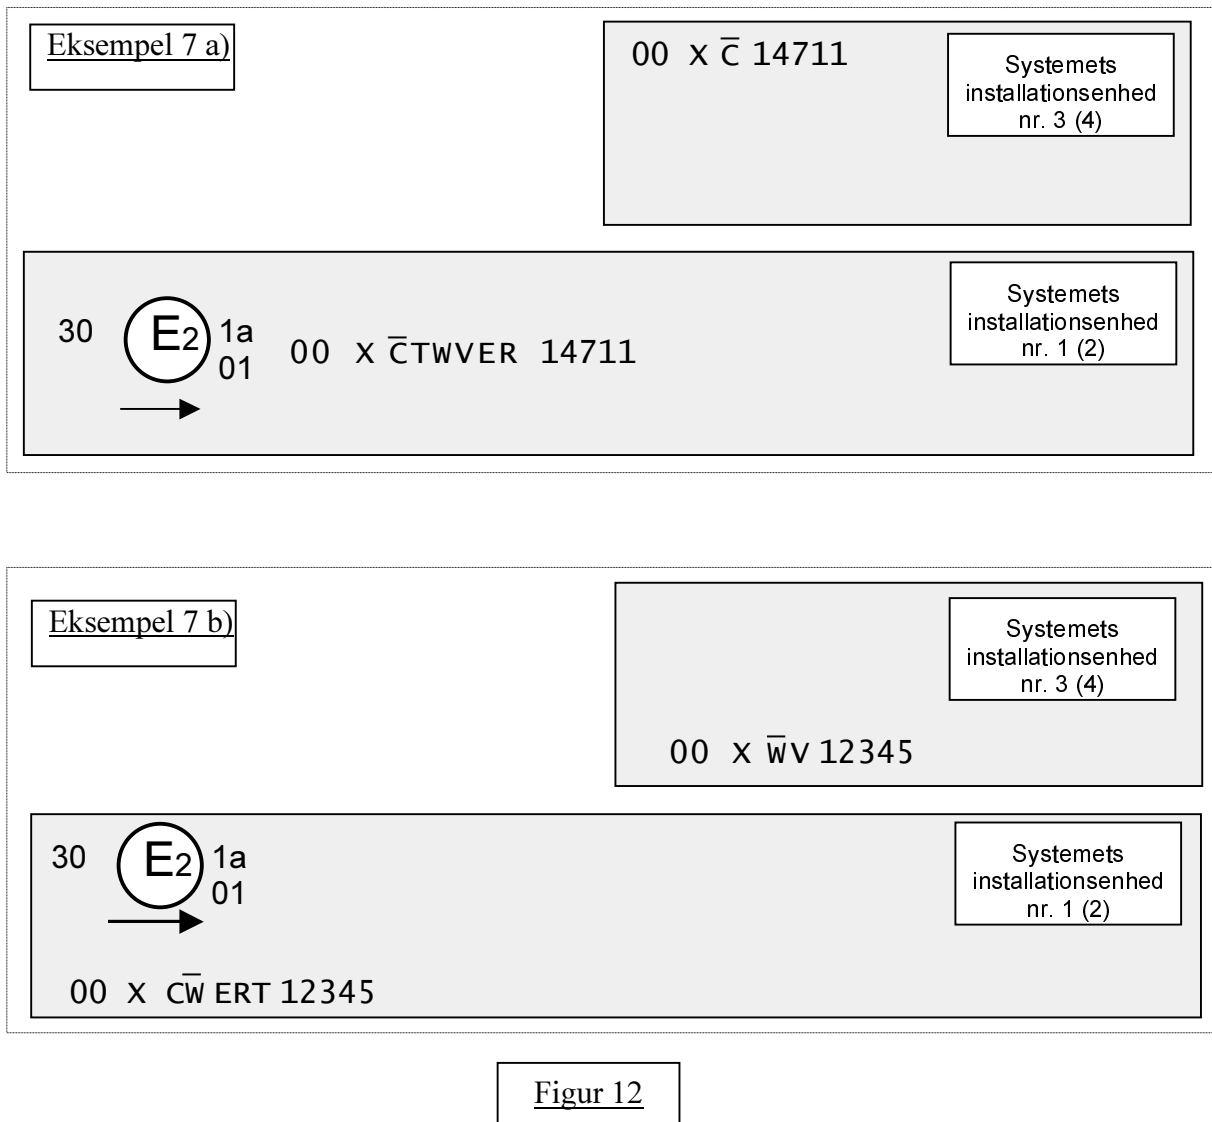 Eksempel 7 a)
00 X C̅ 14711
Systemets
installationsenhed
nr. 3 (4)
Systemets
installationsenhed
nr. 1 (2)
30 E2 1a
01
00 X C̅TWVER 14711
Eksempel 7 b)
Systemets
installationsenhed
nr. 3 (4)
00 X W̅V 12345
30 E2 1a
01
Systemets
installationsenhed
nr. 1 (2)
00 X CW̅ ERT 12345
Figur 12